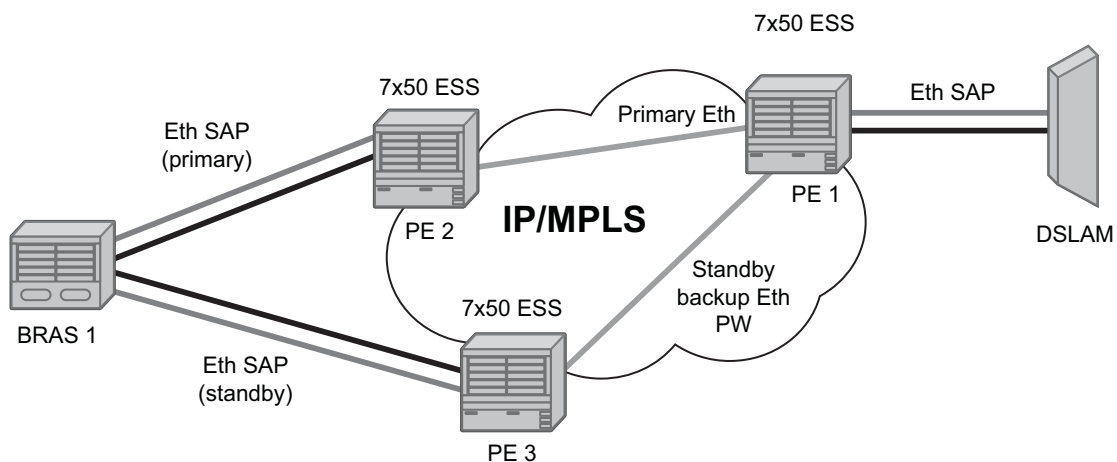 7x50 ESS
7x50 ESS
Eth SAP
Primary Eth
Eth SAP
(primary)
PE 1
PE 2
IP/MPLS
DSLAM
Standby
backup Eth
PW
7x50 ESS
BRAS 1
Eth SAP
(standby)
PE 3